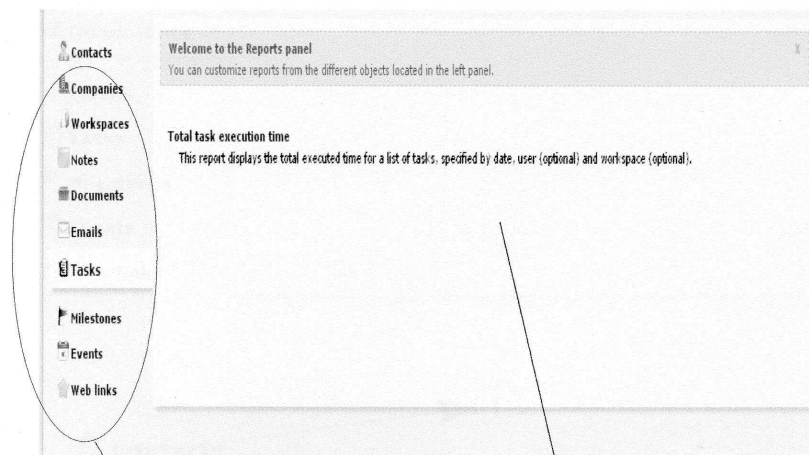 Contacts
Companies
Workspaces
Notes
Documents
Emails
Tasks
Milestones
Events
Web links
Welcome to the Reports panel
X
You can customize reports from the different objects located in the left panel.
Total task execution time
This report displays the total executed time for a list of tasks, specified by date, user {optional} and workspace {optional}.